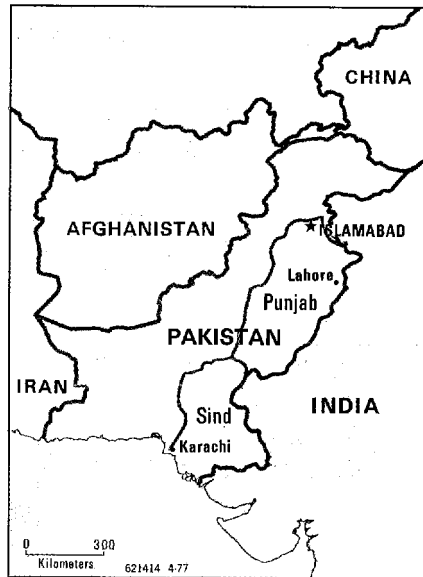 CHINA
AFGHANISTAN
ISLAMABAD
Lahore
Punjab
PAKISTAN
IRAN
Sind
INDIA
Karachi
0 300
Kilometers
621414 4-77